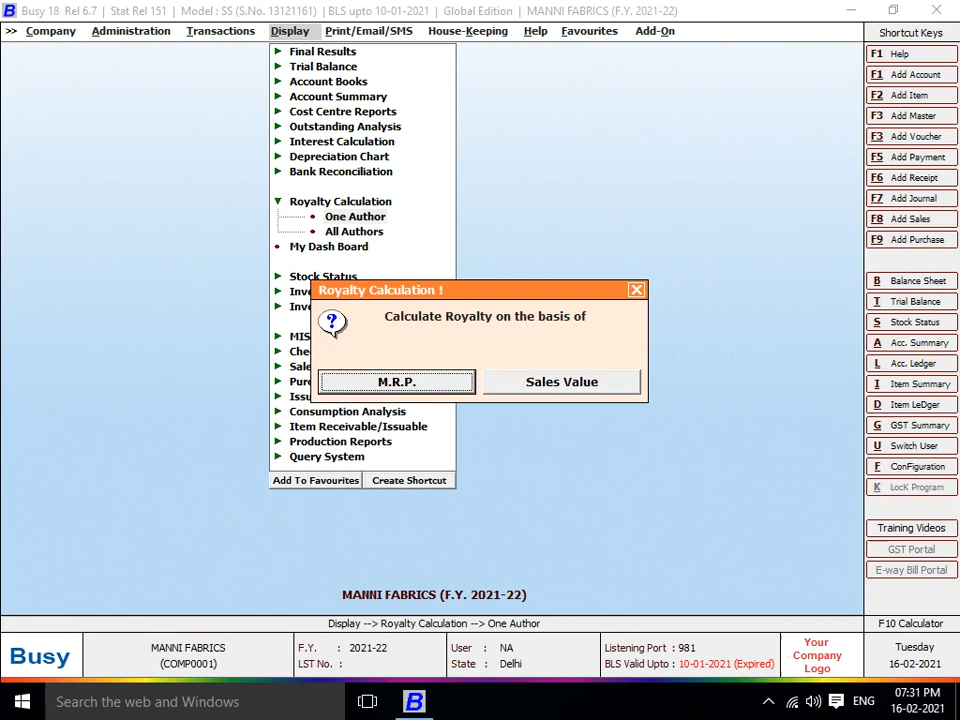 B Busy 18 Rel 6.7 | Stat Rel 151 | Model : SS (S.No. 13121161) | BLS upto 10-01-2021 | Global Edition | MANNI FABRICS (F.Y. 2021-22)
>> Company Administration Transactions Display Print/Email/SMS House-Keeping Help Favourites Add-On
Final Results
Trial Balance
Account Books
Account Summary
Cost Centre Reports
Outstanding Analysis
Interest Calculation
Depreciation Chart
Bank Reconciliation
Royalty Calculation
One Author
All Authors
My Dash Board
Stock Status
Inve
Inve
MIS
Che
Sale
Purc
Issu
Consumption Analysis
Item Receivable/Issuable
Production Reports
Query System
Add To Favourites Create Shortcut
Royalty Calculation !
?
Calculate Royalty on the basis of
M.R.P. Sales Value
Shortcut Keys
F1 Help
F1 Add Account
F2 Add Item
F3 Add Master
F3 Add Voucher
F5 Add Payment
F6 Add Receipt
F7 Add Journal
F8 Add Sales
F9 Add Purchase
B Balance Sheet
T Trial Balance
S Stock Status
A Acc. Summary
L Acc. Ledger
I Item Summary
D Item LeDger
G GST Summary
U Switch User
F ConFiguration
K LocK Program
Training Videos
GST Portal
E-way Bill Portal
MANNI FABRICS (F.Y. 2021-22)
Display --> Royalty Calculation --> One Author
F10 Calculator
Busy
MANNI FABRICS
(COMP0001)
F.Y. : 2021-22
LST No. :
User : NA
State : Delhi
Listening Port : 981
BLS Valid Upto : 10-01-2021 (Expired)
Your
Company
Logo
Tuesday
16-02-2021
Search the web and Windows
B
ENG
07:31 PM
16-02-2021